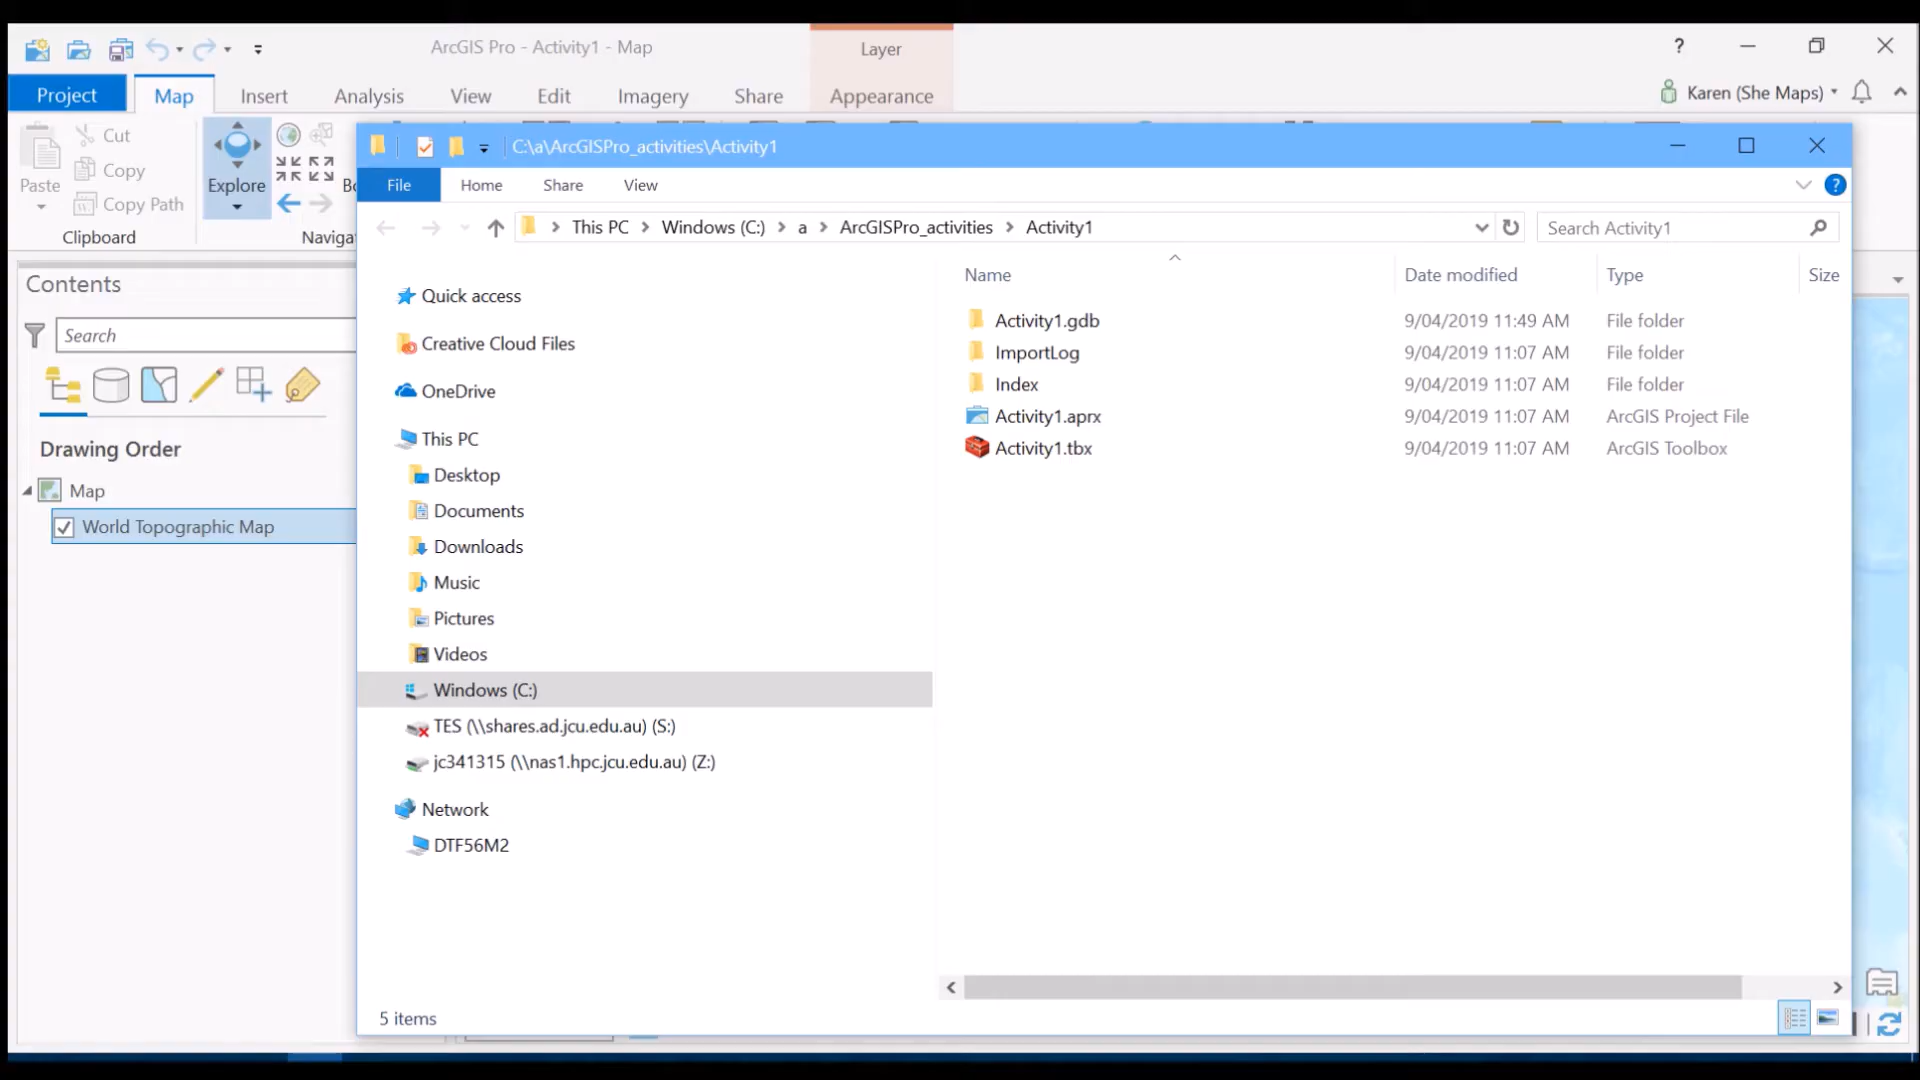 ArcGIS Pro - Activity1 - Map
Layer
?
Project
Map
Insert
Analysis
View
Edit
Imagery
Share
Appearance
Karen (She Maps)
Paste
Cut
Copy
Copy Path
Clipboard
Explore
Contents
Search
Drawing Order
Map
World Topographic Map
C:\a\ArcGISPro_activities\Activity1
File
Home
Share
View
?
This PC
Windows (C:)
a
ArcGISPro_activities
Activity1
Search Activity1
Quick access
Creative Cloud Files
OneDrive
This PC
Desktop
Documents
Downloads
Music
Pictures
Videos
Windows (C:)
TES (\\shares.ad.jcu.edu.au) (S:)
jc341315 (\\nas1.hpc.jcu.edu.au) (Z:)
Network
DTF56M2
Name Date modified Type Size
Activity1.gdb 9/04/2019 11:49 AM File folder
ImportLog 9/04/2019 11:07 AM File folder
Index 9/04/2019 11:07 AM File folder
Activity1.aprx 9/04/2019 11:07 AM ArcGIS Project File
Activity1.tbx 9/04/2019 11:07 AM ArcGIS Toolbox
5 items